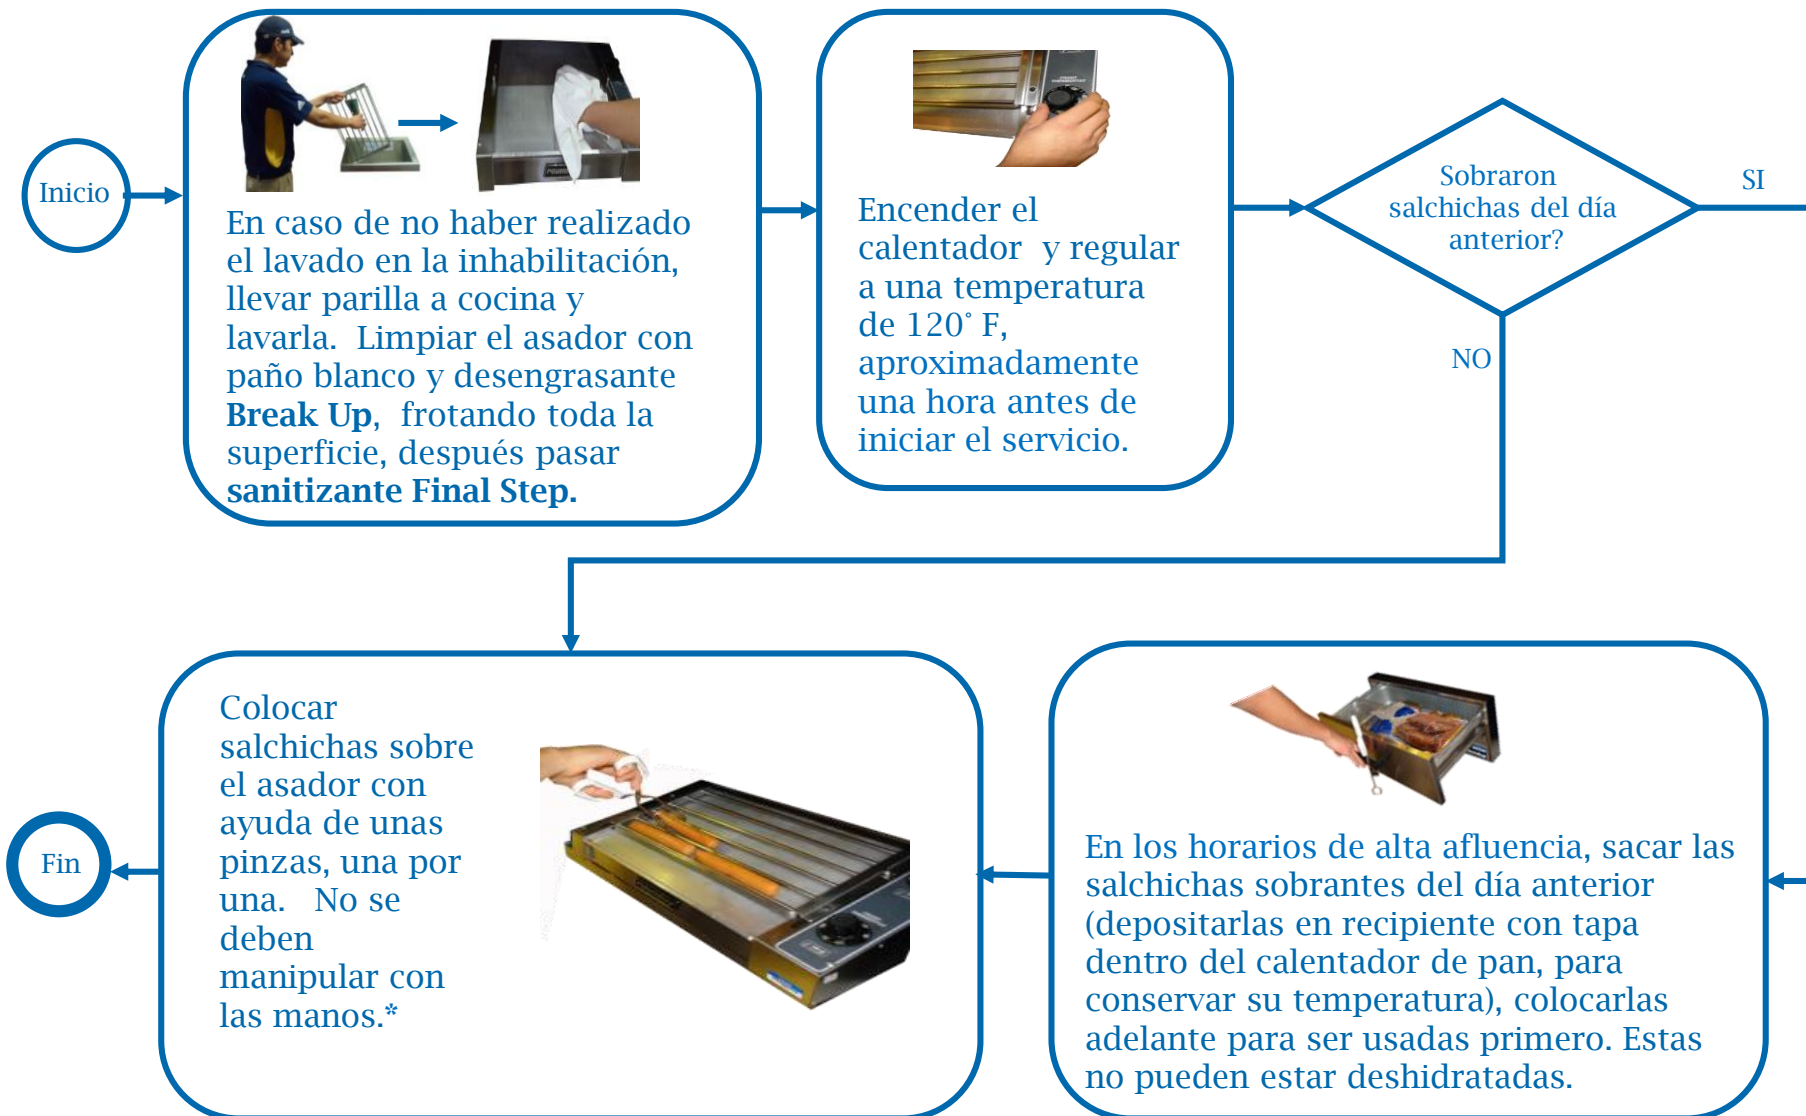 Inicio
En caso de no haber realizado
el lavado en la inhabilitación,
llevar parilla a cocina y
lavarla.  Limpiar el asador con
paño blanco y desengrasante
Break Up,  frotando toda la
superficie, después pasar
sanitizante Final Step.
Encender el
calentador  y regular
a una temperatura
de 120° F,
aproximadamente
una hora antes de
iniciar el servicio.
Sobraron
salchichas del día
anterior?
SI
NO
Colocar
salchichas sobre
el asador con
ayuda de unas
pinzas, una por
una.   No se
deben
manipular con
las manos.*
En los horarios de alta afluencia, sacar las
salchichas sobrantes del día anterior
(depositarlas en recipiente con tapa
dentro del calentador de pan, para
conservar su temperatura), colocarlas
adelante para ser usadas primero. Estas
no pueden estar deshidratadas.
Fin